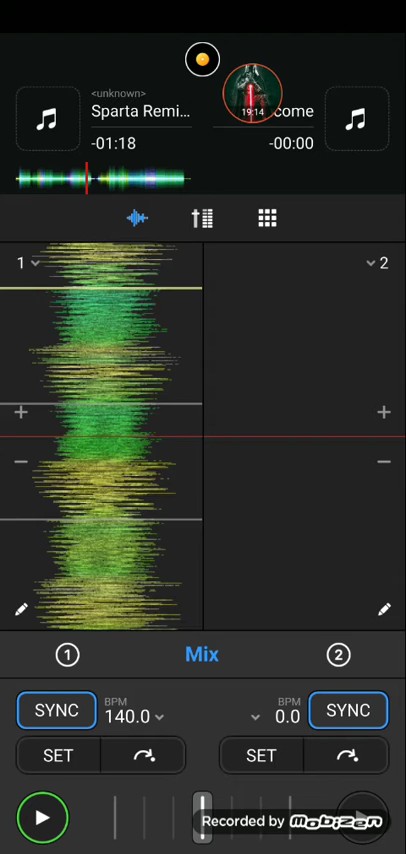 <unknown>
Sparta Remi... come
19:14
-01:18 -00:00
1 2
1 Mix 2
SYNC BPM 140.0 BPM 0.0 SYNC
SET SET
Recorded by mobizen